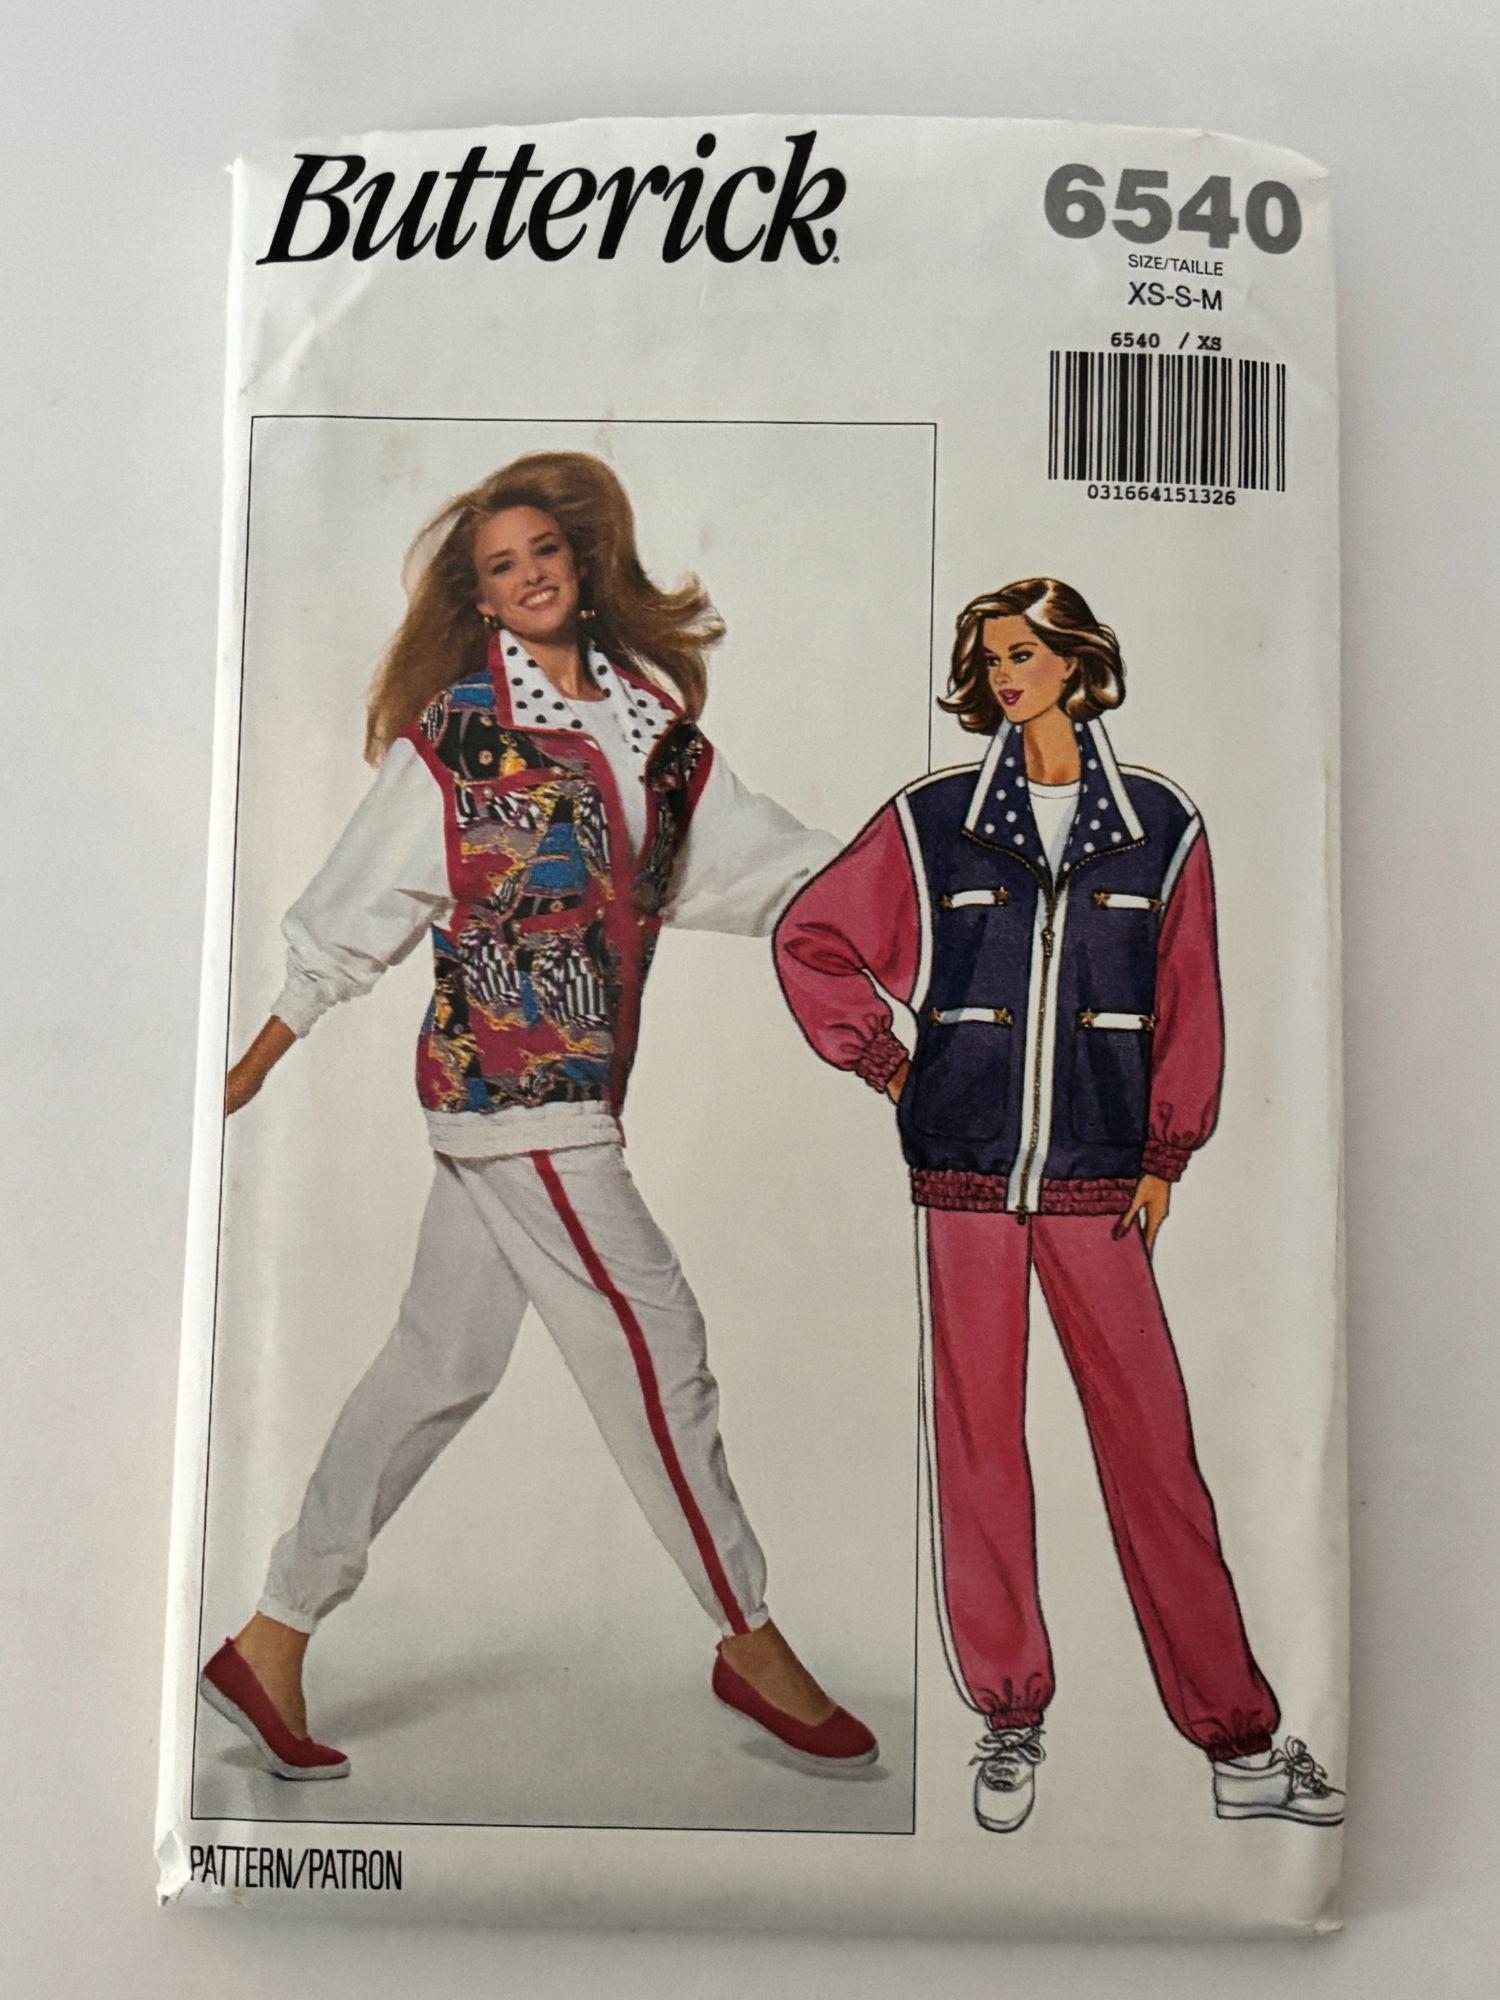 Butterick.
6540
SIZE/TAILLE
XS-S-M
6540 / XS
031664151326
PATTERN/PATRON